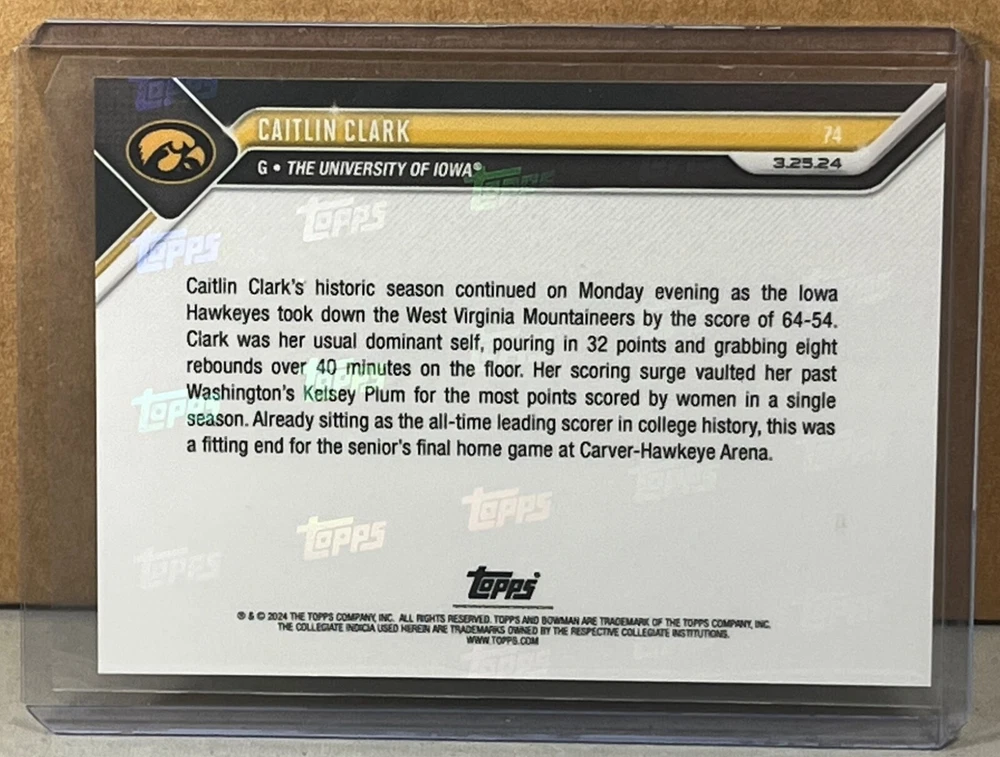 CAITLIN CLARK
74
G • THE UNIVERSITY OF IOWA®
3.25.24
Caitlin Clark's historic season continued on Monday evening as the Iowa
Hawkeyes took down the West Virginia Mountaineers by the score of 64-54.
Clark was her usual dominant self, pouring in 32 points and grabbing eight
rebounds over 40 minutes on the floor. Her scoring surge vaulted her past
Washington's Kelsey Plum for the most points scored by women in a single
season. Already sitting as the all-time leading scorer in college history, this was
a fitting end for the senior's final home game at Carver-Hawkeye Arena.
topps
® & © 2024 THE TOPPS COMPANY, INC. ALL RIGHTS RESERVED. TOPPS AND BOWMAN ARE TRADEMARK OF THE TOPPS COMPANY, INC.
THE COLLEGIATE INDICIA USED HEREIN ARE TRADEMARKS OWNED BY THE RESPECTIVE COLLEGIATE INSTITUTIONS.
WWW.TOPPS.COM